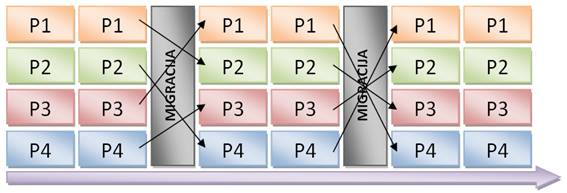 P1 P1 P1 P1 P1 P1
P2 P2 P2 P2 P2 P2
P3 P3 P3 P3 P3 P3
P4 P4 P4 P4 P4 P4
MIGRACIJA
MIGRACIJA